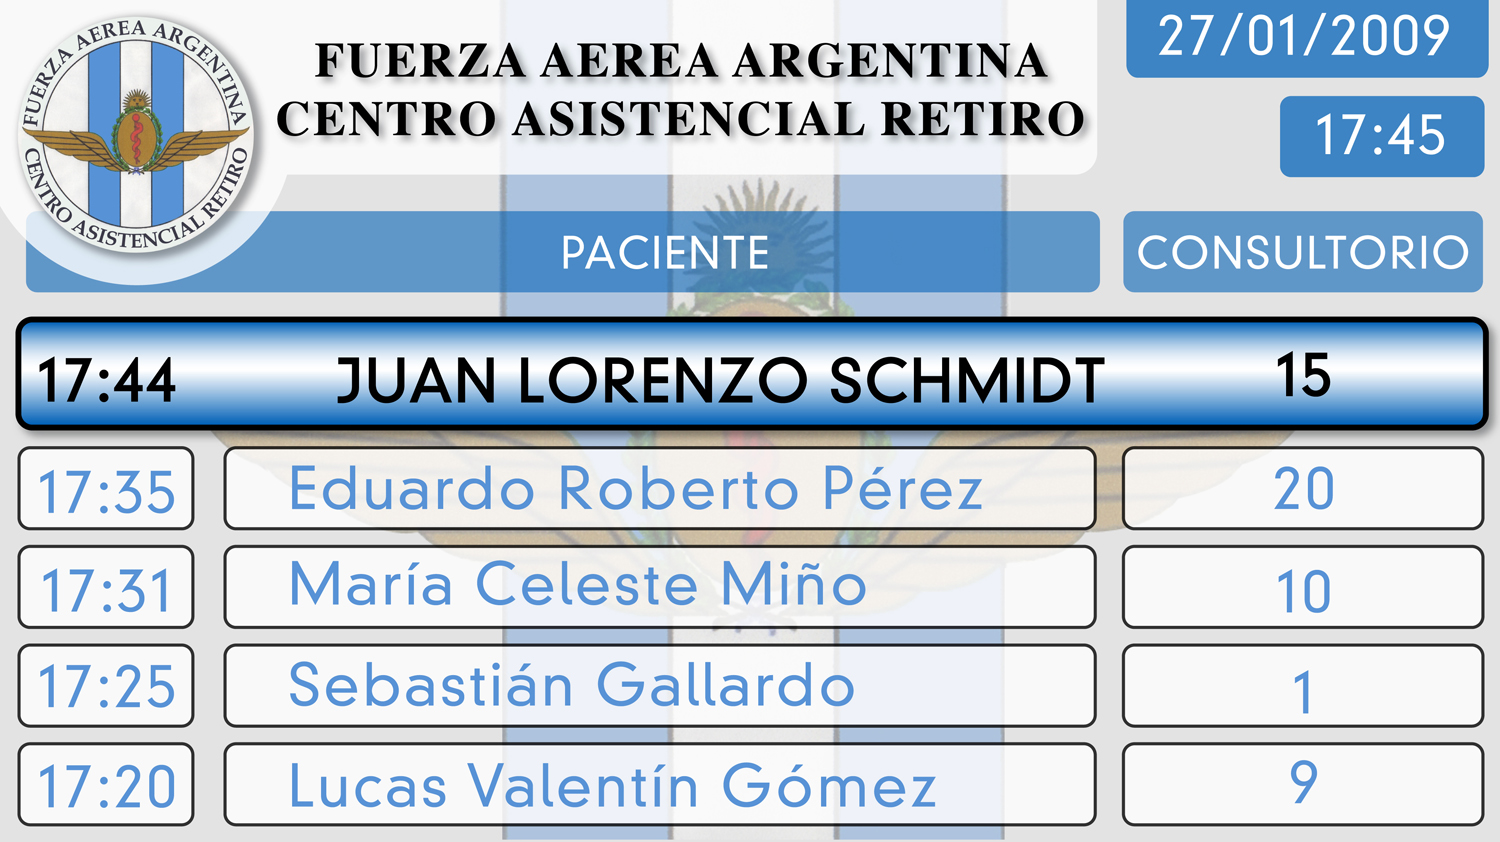 FUERZA AEREA ARGENTINA
CENTRO ASISTENCIAL RETIRO
FUERZA AEREA ARGENTINA
CENTRO ASISTENCIAL RETIRO
27/01/2009
17:45
PACIENTE CONSULTORIO
17:44 JUAN LORENZO SCHMIDT 15
17:35 Eduardo Roberto Pérez 20
17:31 María Celeste Miño 10
17:25 Sebastián Gallardo 1
17:20 Lucas Valentín Gómez 9